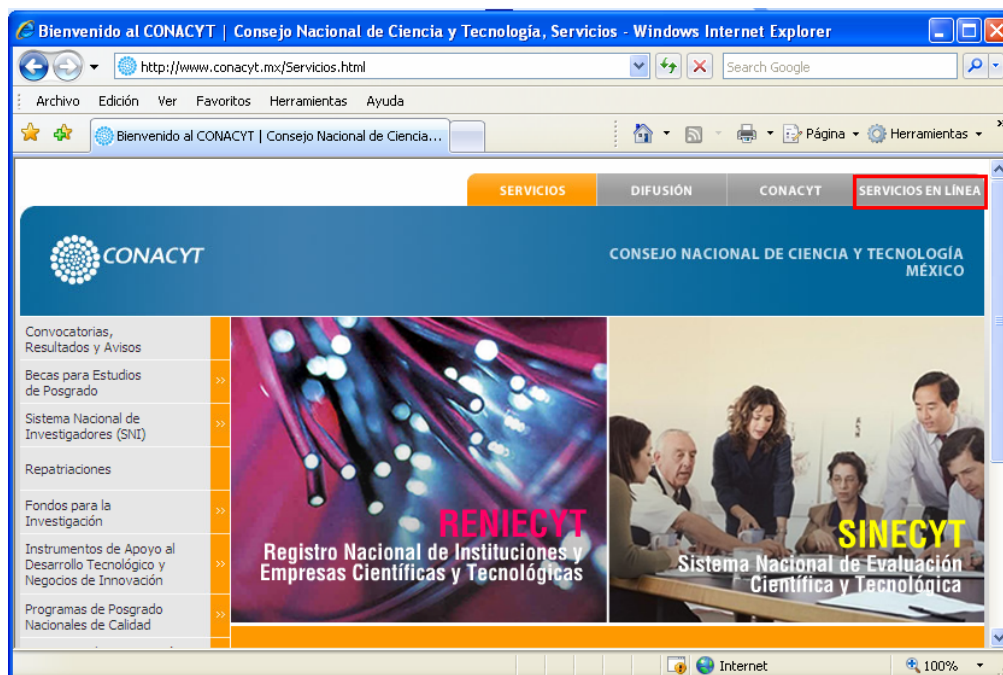 Bienvenido al CONACYT | Consejo Nacional de Ciencia y Tecnología, Servicios - Windows Internet Explorer
http://www.conacyt.mx/Servicios.html
Search Google
Archivo Edición Ver Favoritos Herramientas Ayuda
Bienvenido al CONACYT | Consejo Nacional de Ciencia...
Página Herramientas
SERVICIOS DIFUSIÓN CONACYT SERVICIOS EN LÍNEA
CONACYT
CONSEJO NACIONAL DE CIENCIA Y TECNOLOGÍA
MÉXICO
Convocatorias,
Resultados y Avisos
Becas para Estudios
de Posgrado
Sistema Nacional de
Investigadores (SNI)
Repatriaciones
Fondos para la
Investigación
Instrumentos de Apoyo al
Desarrollo Tecnológico y
Negocios de Innovación
Programas de Posgrado
Nacionales de Calidad
RENIECYT
Registro Nacional de Instituciones y
Empresas Científicas y Tecnológicas
SINECYT
Sistema Nacional de Evaluación
Científica y Tecnológica
Internet 100%